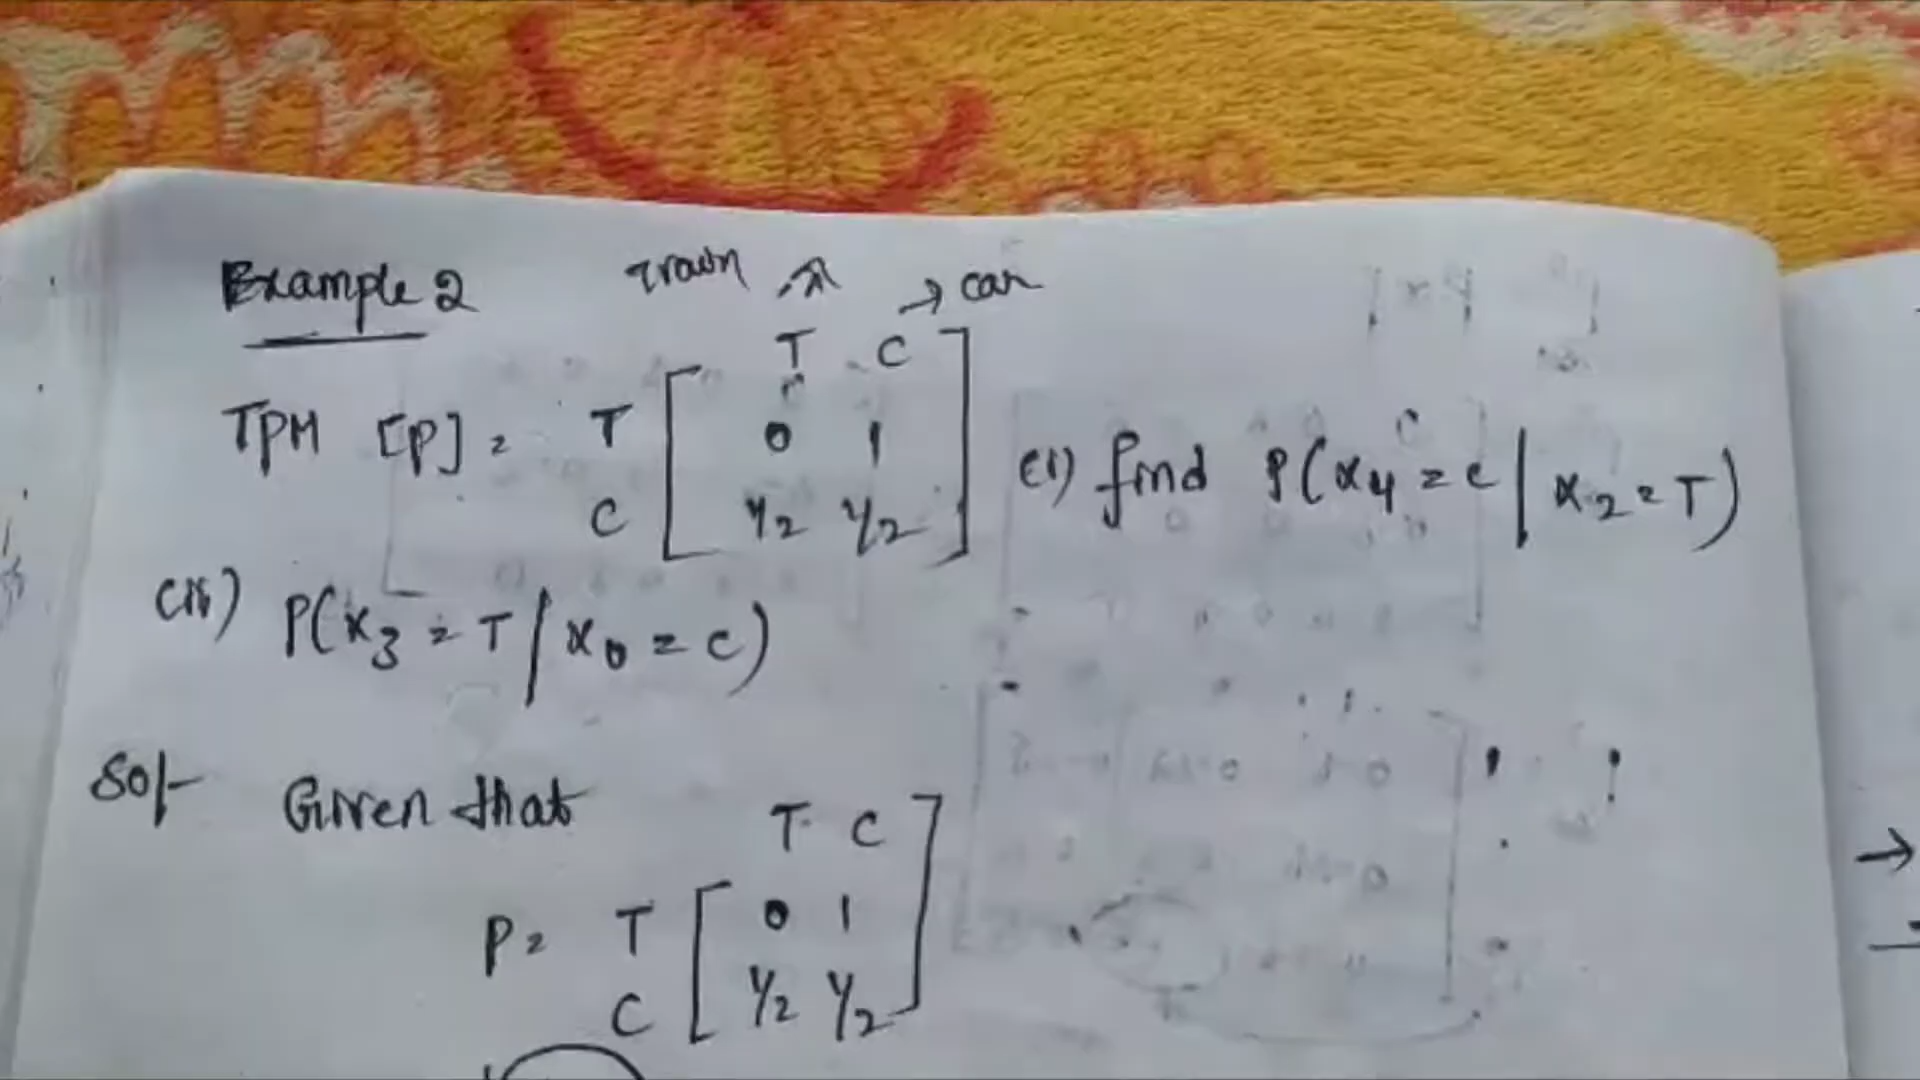 Example 2
train → car
T C
TPM [P] = T 0 1
C 1/2 1/2
(i) find P(x4 = C | x2 = T)
(ii) P(x3 = T / x0 = C)
Sol- Given that
T C
P = T 0 1
C 1/2 1/2